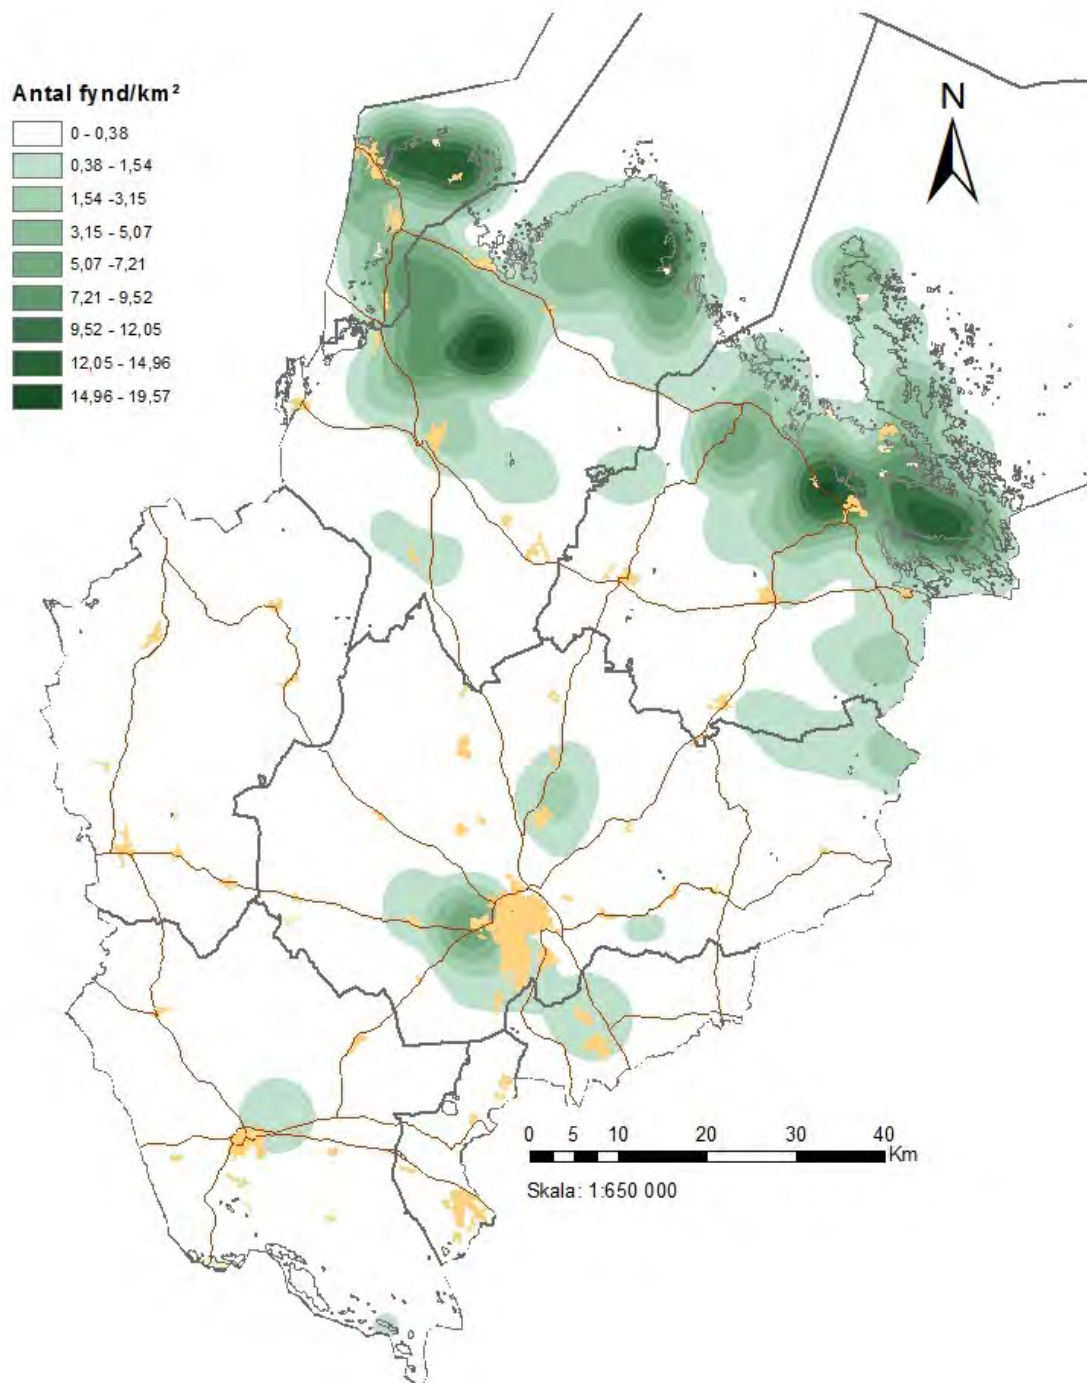 Antal fynd/km²
0 - 0,38
0,38 - 1,54
1,54 -3,15
3,15 - 5,07
5,07 -7,21
7,21 - 9,52
9,52 - 12,05
12,05 - 14,96
14,96 - 19,57
N
0 5 10 20 30 40
Km
Skala: 1:650 000